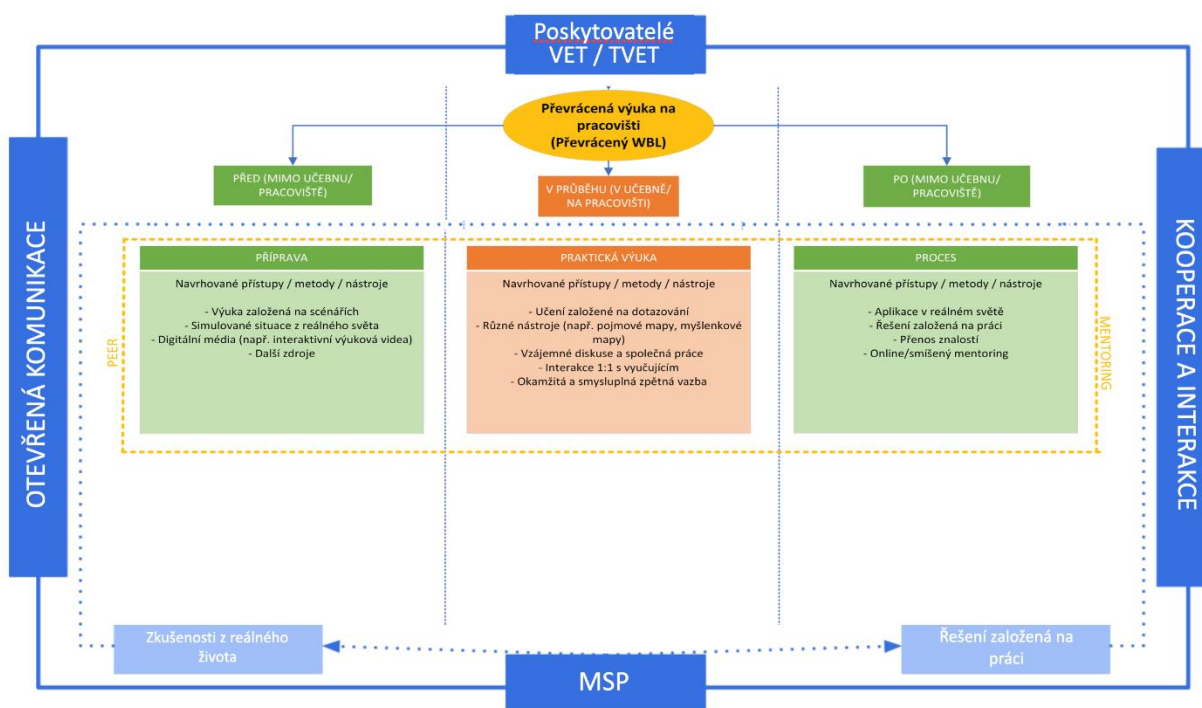 Poskytovatelé
VET / TVET
Převrácená výuka na
pracovišti
(Převrácený WBL)
PŘED (MIMO UČEBNU/
PRACOVIŠTĚ)
V PRŮBĚHU (V UČEBNĚ/
NA PRACOVIŠTI)
PO (MIMO UČEBNU/
PRACOVIŠTĚ)
OTEVŘENÁ KOMUNIKACE
PEER
PŘÍPRAVA
Navrhované přístupy / metody / nástroje
- Výuka založená na scénářích
- Simulované situace z reálného světa
- Digitální média (např. interaktivní výuková videa)
- Další zdroje
PRAKTICKÁ VÝUKA
Navrhované přístupy / metody / nástroje
- Učení založené na dotazování
- Různé nástroje (např. pojmové mapy, myšlenkové
mapy)
- Vzájemné diskuse a společná práce
- Interakce 1:1 s vyučujícím
- Okamžitá a smysluplná zpětná vazba
PROCES
Navrhované přístupy / metody / nástroje
- Aplikace v reálném světě
- Řešení založená na práci
- Přenos znalostí
- Online/smíšený mentoring
MENTORING
KOOPERACE A INTERAKCE
Zkušenosti z reálného
života
Řešení založená na
práci
MSP